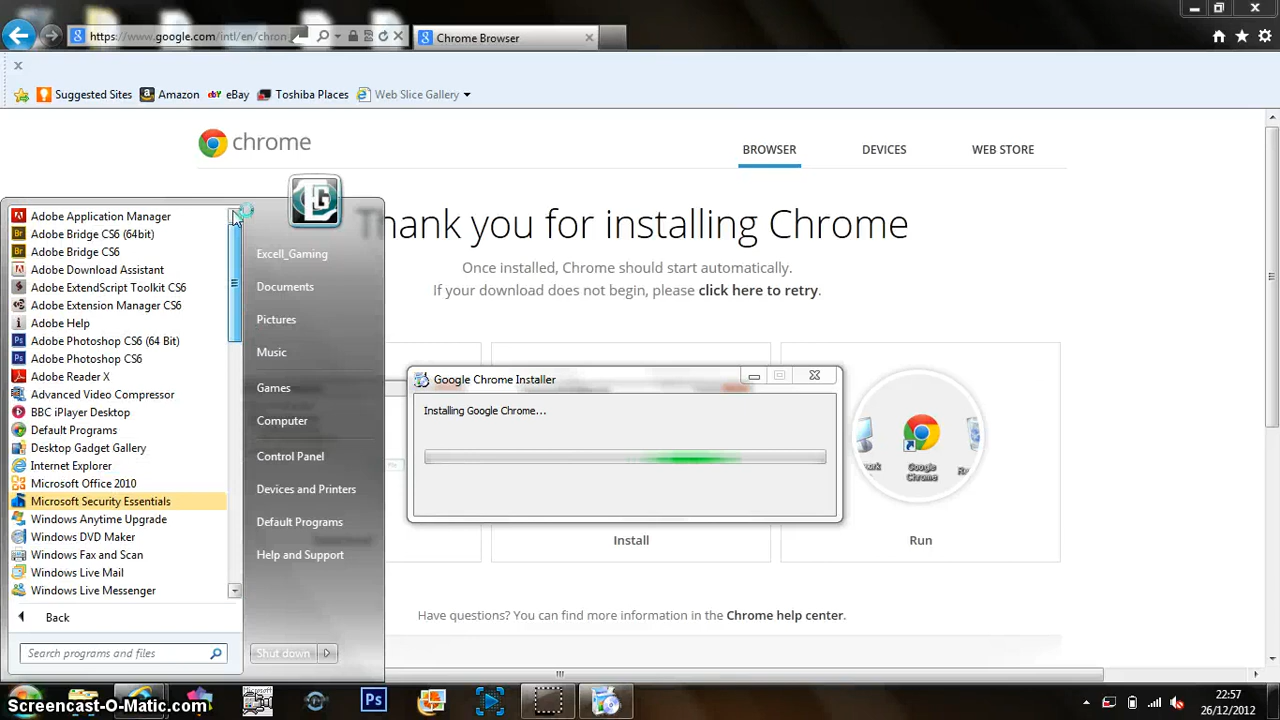 https://www.google.com/intl/en/chron
Chrome Browser
Suggested Sites
Amazon
eBay
Toshiba Places
Web Slice Gallery
chrome
BROWSER
DEVICES
WEB STORE
hank you for installing Chrome
Once installed, Chrome should start automatically.
If your download does not begin, please click here to retry.
Adobe Application Manager
Adobe Bridge CS6 (64bit)
Adobe Bridge CS6
Adobe Download Assistant
Adobe ExtendScript Toolkit CS6
Adobe Extension Manager CS6
Adobe Help
Adobe Photoshop CS6 (64 Bit)
Adobe Photoshop CS6
Adobe Reader X
Advanced Video Compressor
BBC iPlayer Desktop
Default Programs
Desktop Gadget Gallery
Internet Explorer
Microsoft Office 2010
Microsoft Security Essentials
Windows Anytime Upgrade
Windows DVD Maker
Windows Fax and Scan
Windows Live Mail
Windows Live Messenger
Back
Search programs and files
Excell_Gaming
Documents
Pictures
Music
Games
Computer
Control Panel
Devices and Printers
Default Programs
Help and Support
Shut down
Google Chrome Installer
Installing Google Chrome...
Google
Chrome
Install
Run
Have questions? You can find more information in the Chrome help center.
Ps
22:57
26/12/2012
Screencast-O-Matic.com